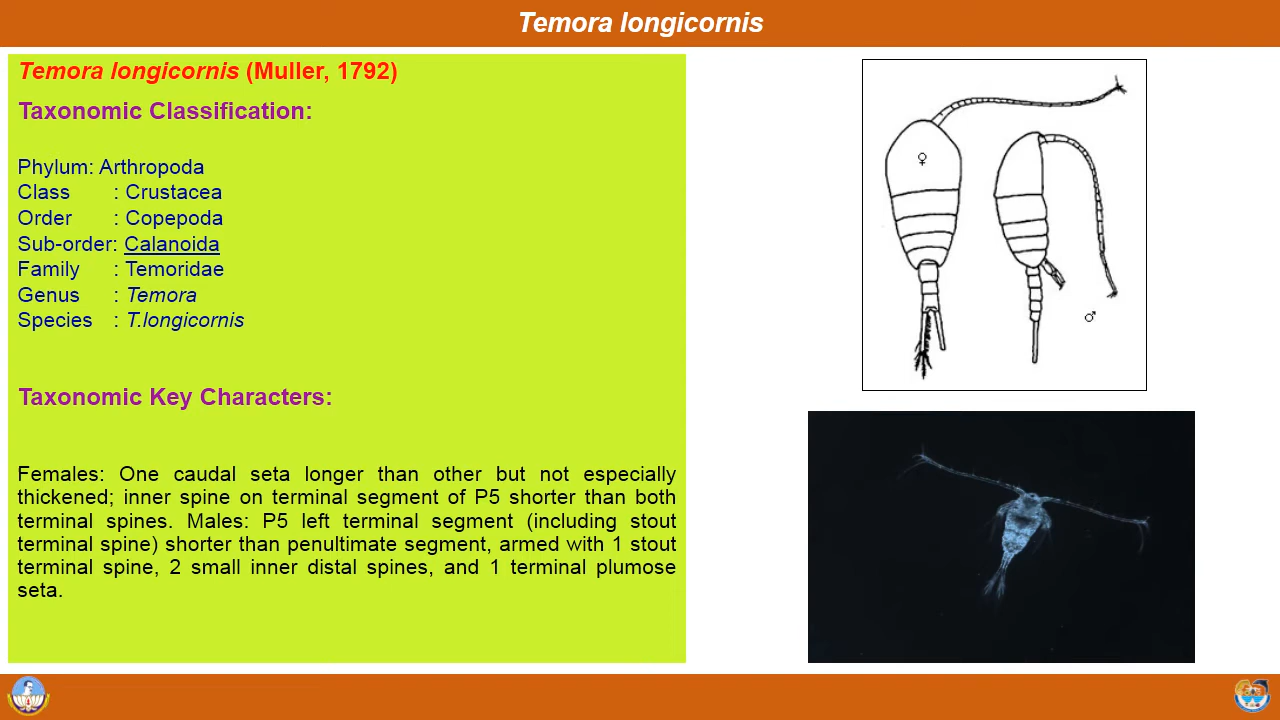 Temora longicornis
Temora longicornis (Muller, 1792)
Taxonomic Classification:
Phylum: Arthropoda
Class : Crustacea
Order : Copepoda
Sub-order: Calanoida
Family : Temoridae
Genus : Temora
Species : T.longicornis
Taxonomic Key Characters:
Females: One caudal seta longer than other but not especially
thickened; inner spine on terminal segment of P5 shorter than both
terminal spines. Males: P5 left terminal segment (including stout
terminal spine) shorter than penultimate segment, armed with 1 stout
terminal spine, 2 small inner distal spines, and 1 terminal plumose
seta.
♀
♂